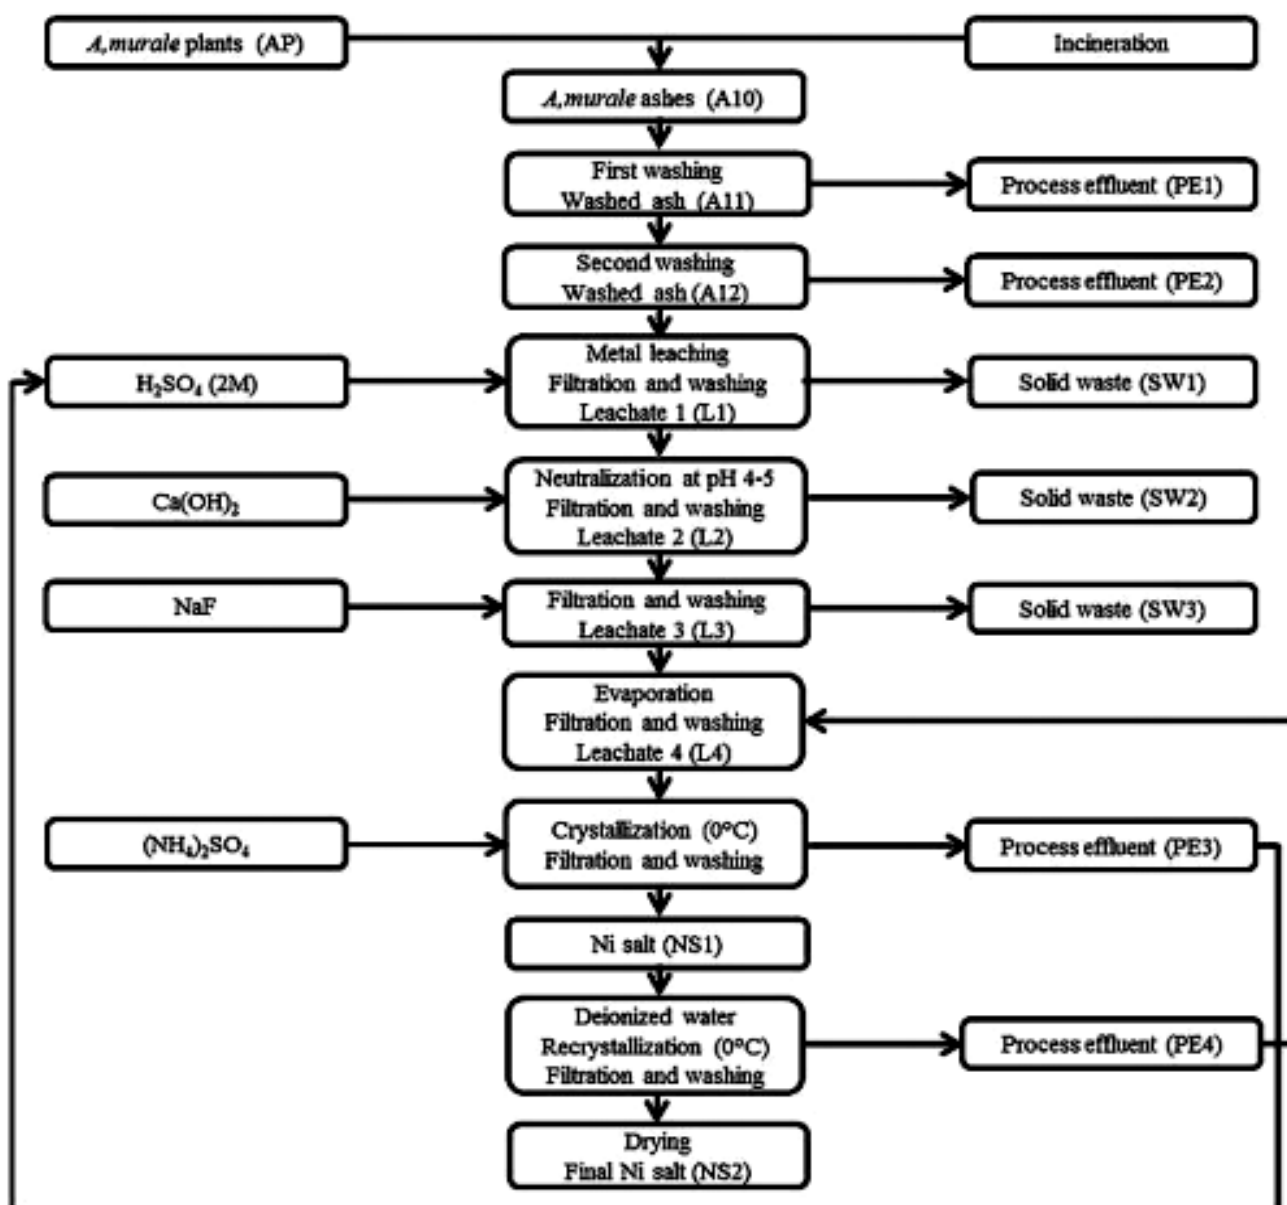 A,murale plants (AP)
Incineration
A,murale ashes (A10)
First washing
Washed ash (A11)
Process effluent (PE1)
Second washing
Washed ash (A12)
Process effluent (PE2)
H₂SO₄ (2M)
Metal leaching
Filtration and washing
Leachate 1 (L1)
Solid waste (SW1)
Ca(OH)₂
Neutralization at pH 4-5
Filtration and washing
Leachate 2 (L2)
Solid waste (SW2)
NaF
Filtration and washing
Leachate 3 (L3)
Solid waste (SW3)
Evaporation
Filtration and washing
Leachate 4 (L4)
(NH₄)₂SO₄
Crystallization (0°C)
Filtration and washing
Process effluent (PE3)
Ni salt (NS1)
Deionized water
Recrystallization (0°C)
Filtration and washing
Process effluent (PE4)
Drying
Final Ni salt (NS2)